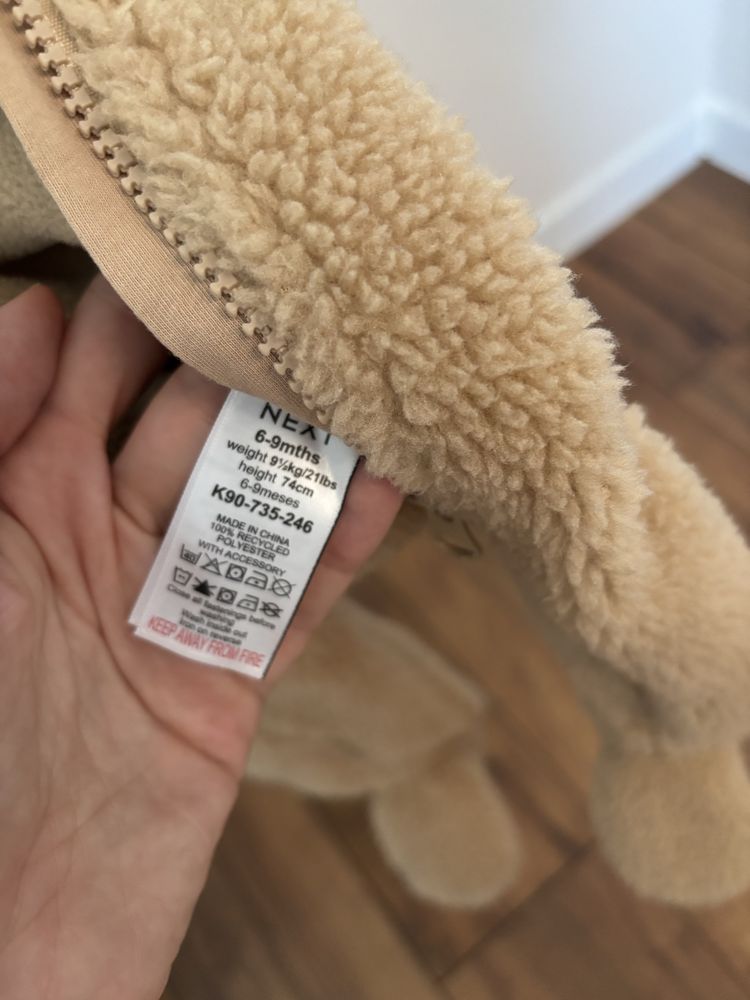 NEXT
6-9mths
weight 9½kg/21lbs
height 74cm
6-9meses
K90-735-246
MADE IN CHINA
100% RECYCLED
POLYESTER
WITH ACCESSORY
40
Close all fastenings before
washing
Wash inside out
Iron on reverse
KEEP AWAY FROM FIRE